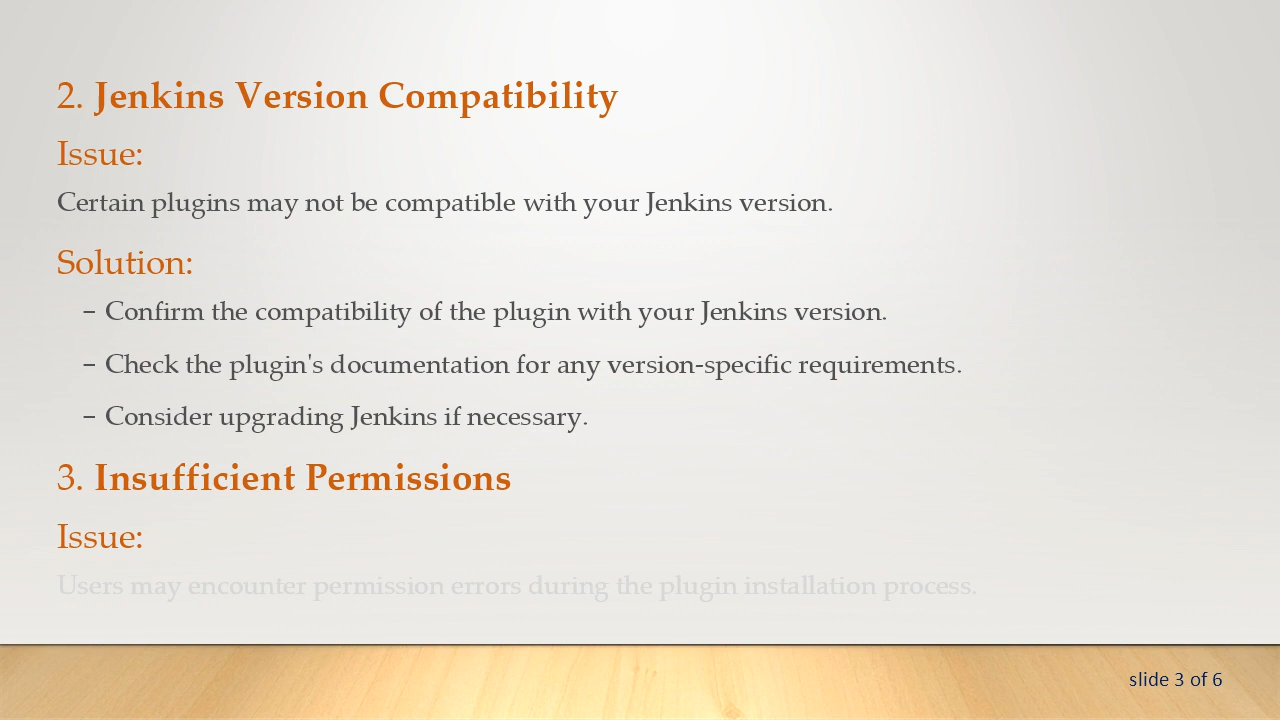 2. Jenkins Version Compatibility
Issue:
Certain plugins may not be compatible with your Jenkins version.
Solution:
– Confirm the compatibility of the plugin with your Jenkins version.
– Check the plugin's documentation for any version-specific requirements.
– Consider upgrading Jenkins if necessary.
3. Insufficient Permissions
Issue:
Users may encounter permission errors during the plugin installation process.
slide 3 of 6